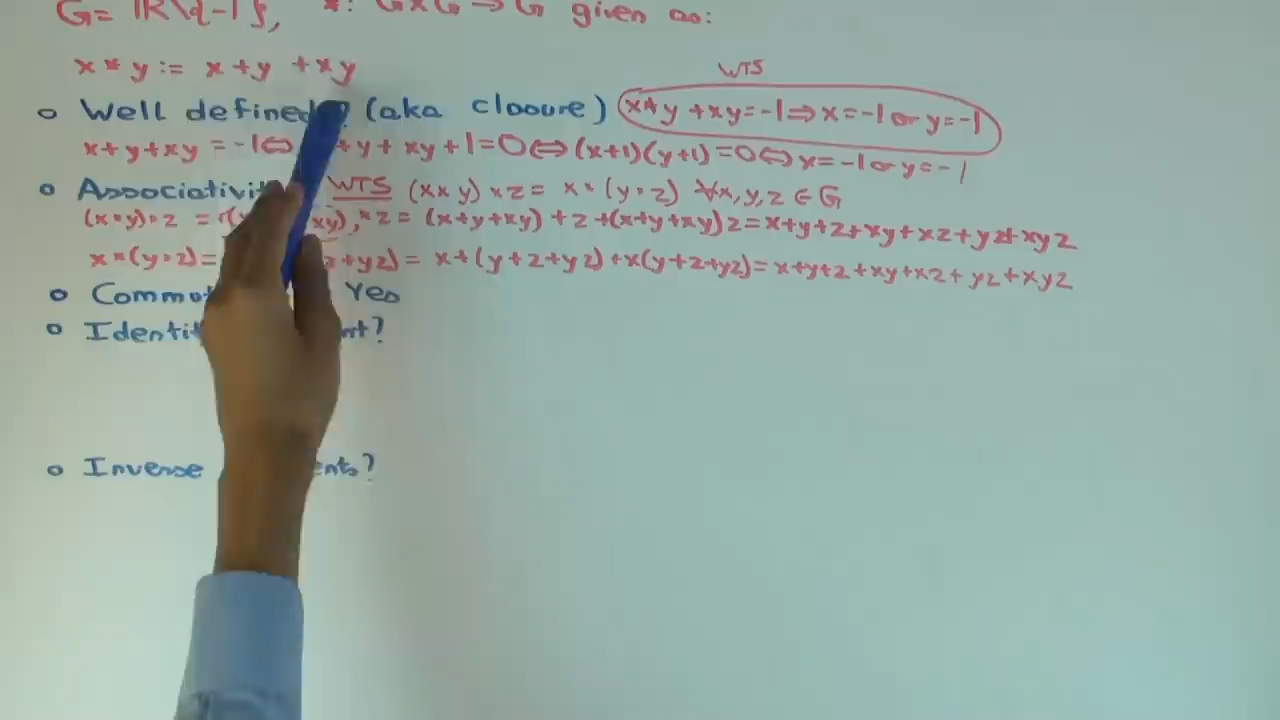 G = ℝ\{-1}, *: G×G→G given as:
x * y := x + y + xy
WTS
○ Well defined? (aka closure) x+y+xy=-1⇒x=-1 or y=-1
x+y+xy = -1⇔ +y+xy+1=0⇔(x+1)(y+1)=0⇔x=-1 or y=-1
○ Associativit WTS (x*y)*z = x*(y*z) ∀x,y,z ∈ G
(x*y)*z = xy)*z = (x+y+xy)+z+(x+y+xy)z=x+y+z+xy+xz+yz+xyz
x*(y*z)= z+yz) = x+(y+z+yz)+x(y+z+yz)=x+y+z+xy+xz+yz+xyz
○ Commut Yes
○ Identit nt?
○ Inverse ents?